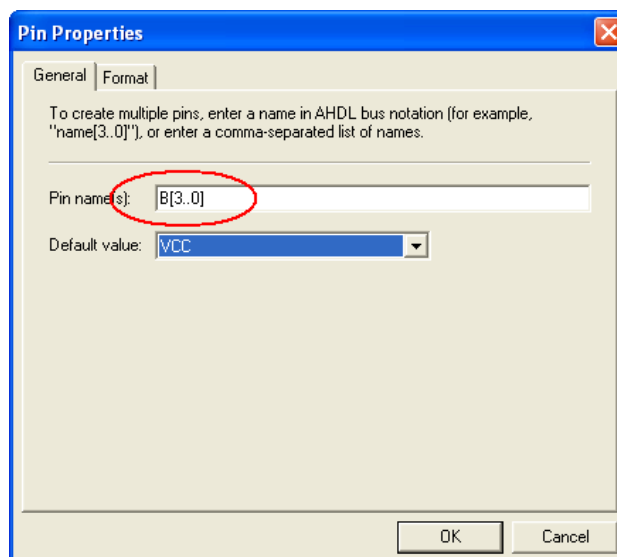 Pin Properties
General Format
To create multiple pins, enter a name in AHDL bus notation (for example,
"name[3..0]"), or enter a comma-separated list of names.
Pin name(s): B[3..0]
Default value: VCC
OK Cancel